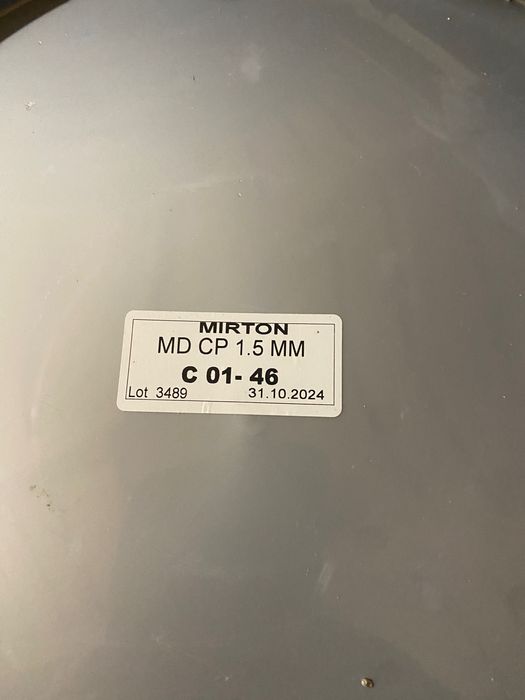 MIRTON
MD CP 1.5 MM
C 01- 46
Lot 3489 31.10.2024